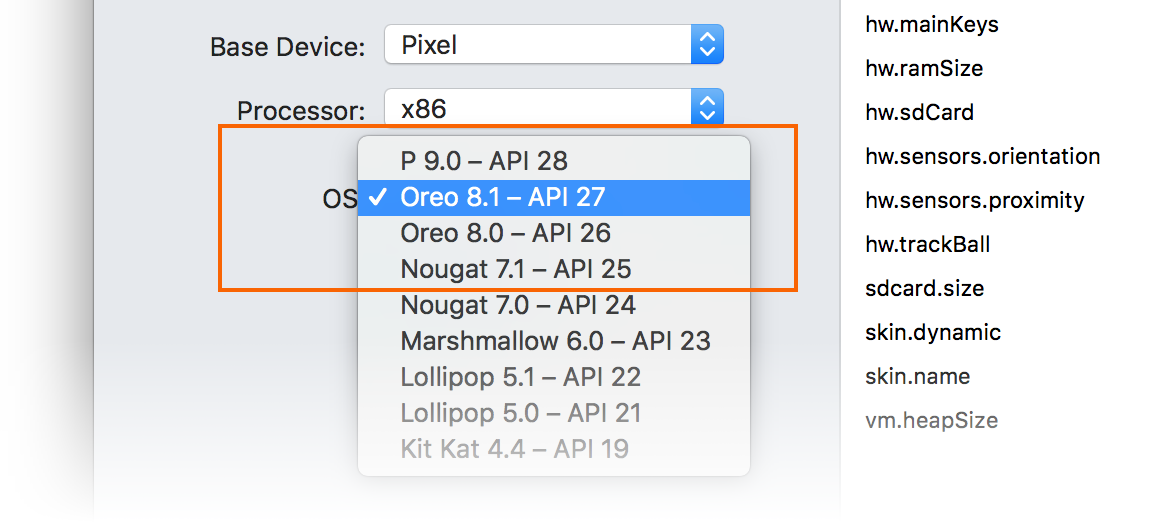 Base Device: Pixel
Processor: x86
OS
P 9.0 – API 28
✓ Oreo 8.1 – API 27
Oreo 8.0 – API 26
Nougat 7.1 – API 25
Nougat 7.0 – API 24
Marshmallow 6.0 – API 23
Lollipop 5.1 – API 22
Lollipop 5.0 – API 21
Kit Kat 4.4 – API 19
hw.mainKeys
hw.ramSize
hw.sdCard
hw.sensors.orientation
hw.sensors.proximity
hw.trackBall
sdcard.size
skin.dynamic
skin.name
vm.heapSize